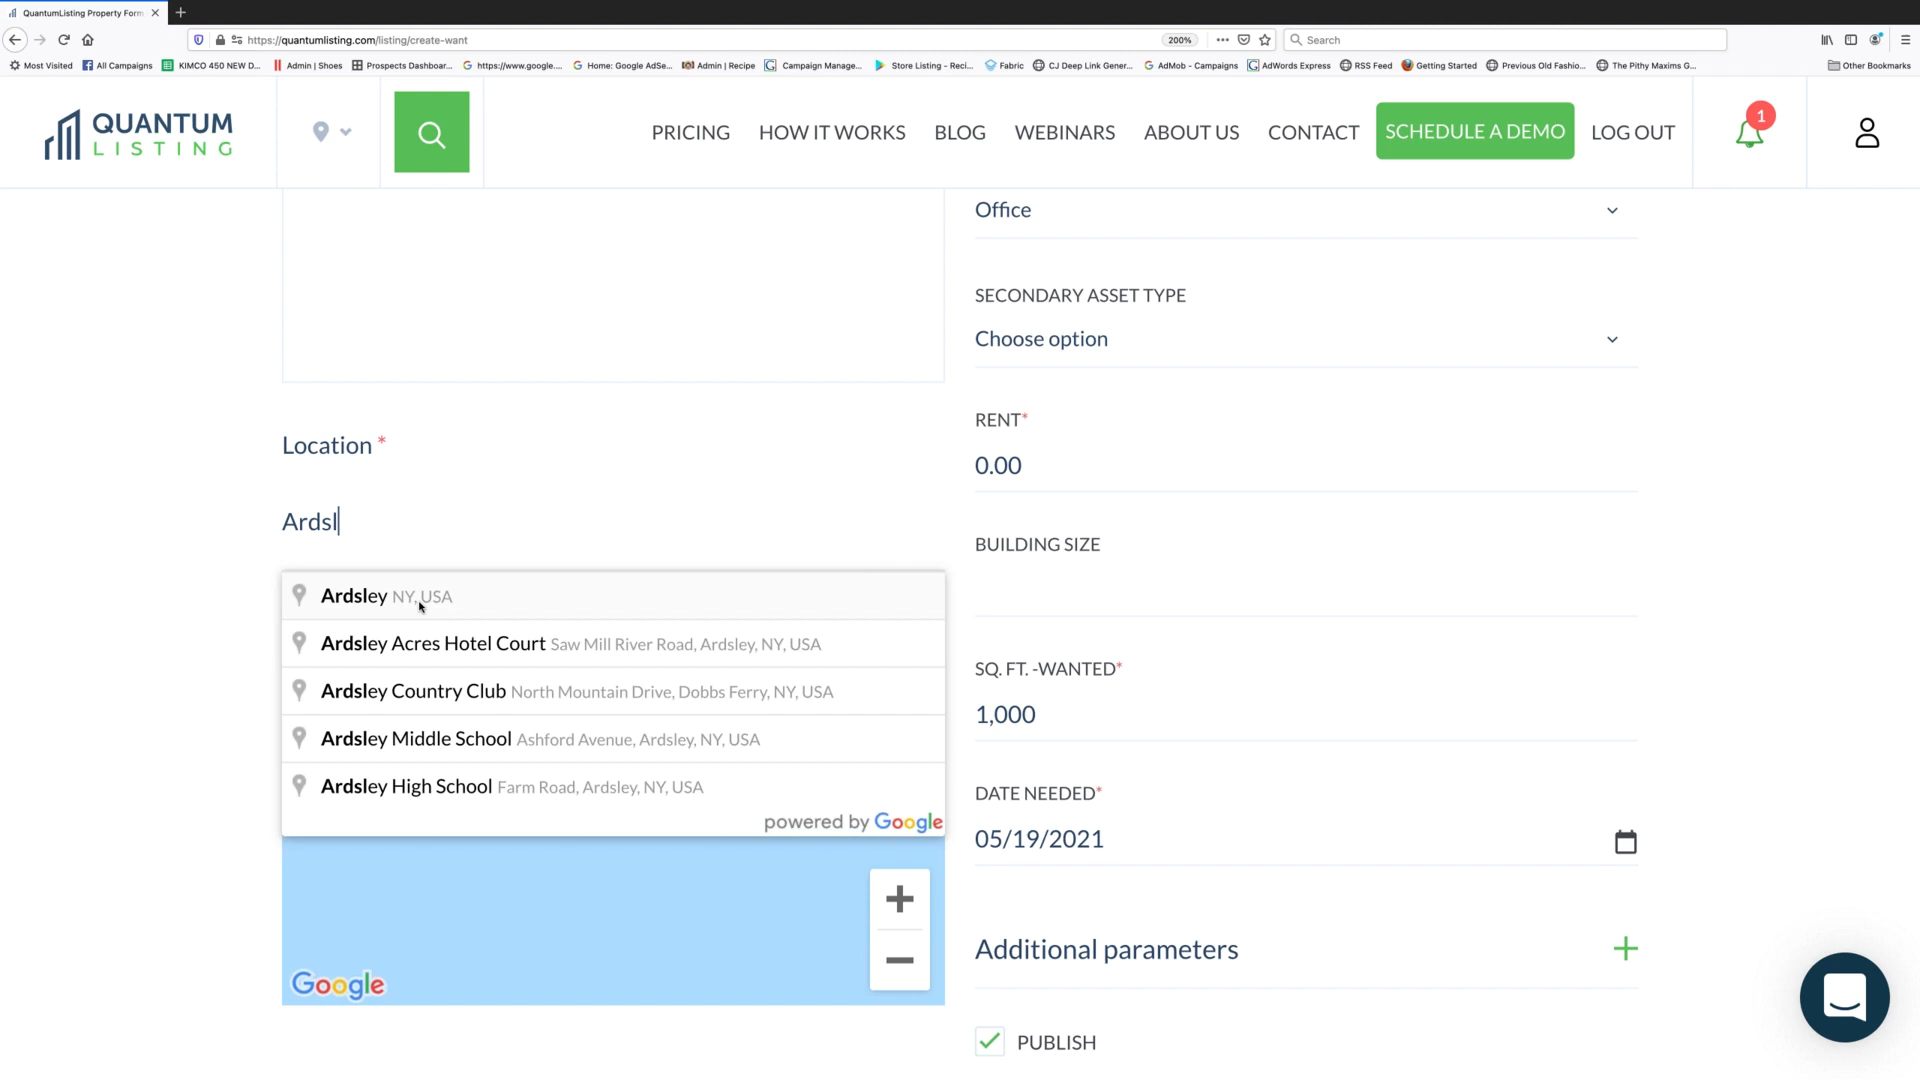 QuantumListing Property Form
https://quantumlisting.com/listing/create-want
200%
Search
Most Visited
All Campaigns
KIMCO 450 NEW D...
Admin | Shoes
Prospects Dashboar...
https://www.google....
Home: Google AdSe...
Admin | Recipe
Campaign Manage...
Store Listing - Reci...
Fabric
CJ Deep Link Gener...
AdMob - Campaigns
AdWords Express
RSS Feed
Getting Started
Previous Old Fashio...
The Pithy Maxims G...
Other Bookmarks
QUANTUM
LISTING
PRICING
HOW IT WORKS
BLOG
WEBINARS
ABOUT US
CONTACT
SCHEDULE A DEMO
LOG OUT
1
Office
SECONDARY ASSET TYPE
Choose option
Location *
RENT*
0.00
Ardsl
BUILDING SIZE
Ardsley NY, USA
Ardsley Acres Hotel Court Saw Mill River Road, Ardsley, NY, USA
Ardsley Country Club North Mountain Drive, Dobbs Ferry, NY, USA
Ardsley Middle School Ashford Avenue, Ardsley, NY, USA
Ardsley High School Farm Road, Ardsley, NY, USA
powered by Google
SQ. FT. -WANTED*
1,000
DATE NEEDED*
05/19/2021
Google
Additional parameters
PUBLISH